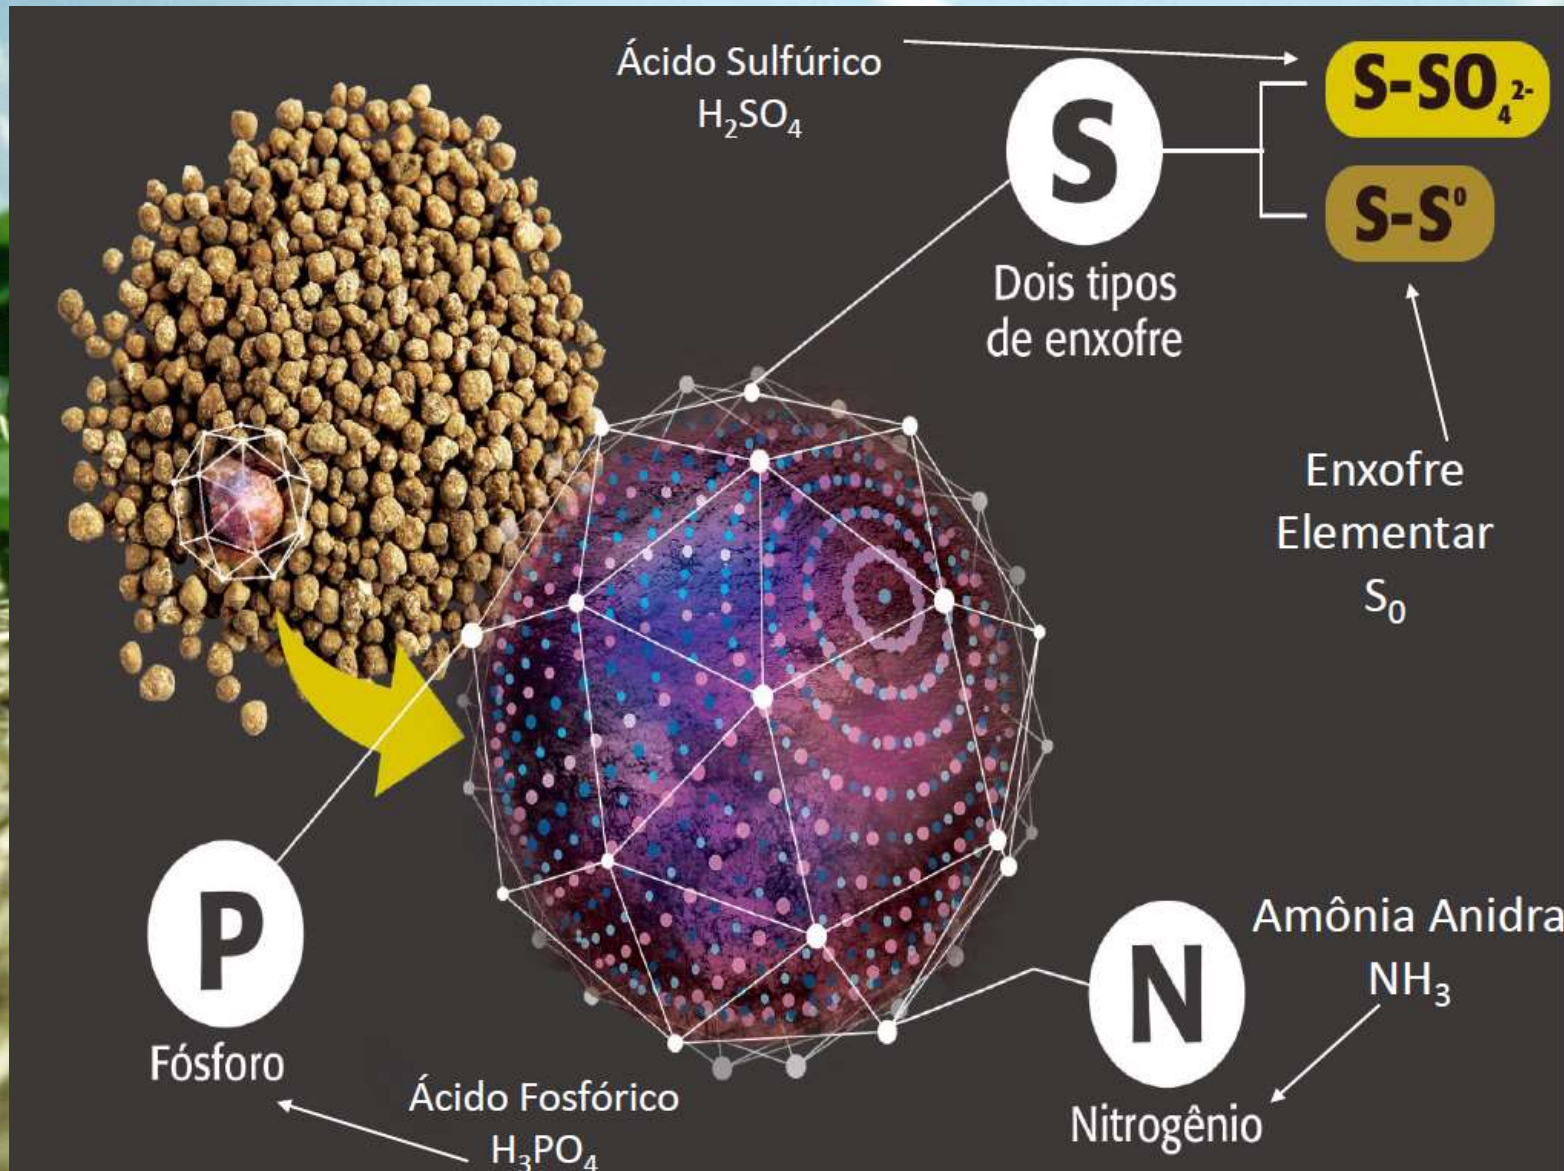 Ácido Sulfúrico
H₂SO₄
S
S-SO₄²⁻
S-S⁰
Dois tipos
de enxofre
Enxofre
Elementar
S₀
P
Fósforo
Ácido Fosfórico
H₃PO₄
N
Nitrogênio
Amônia Anidra
NH₃